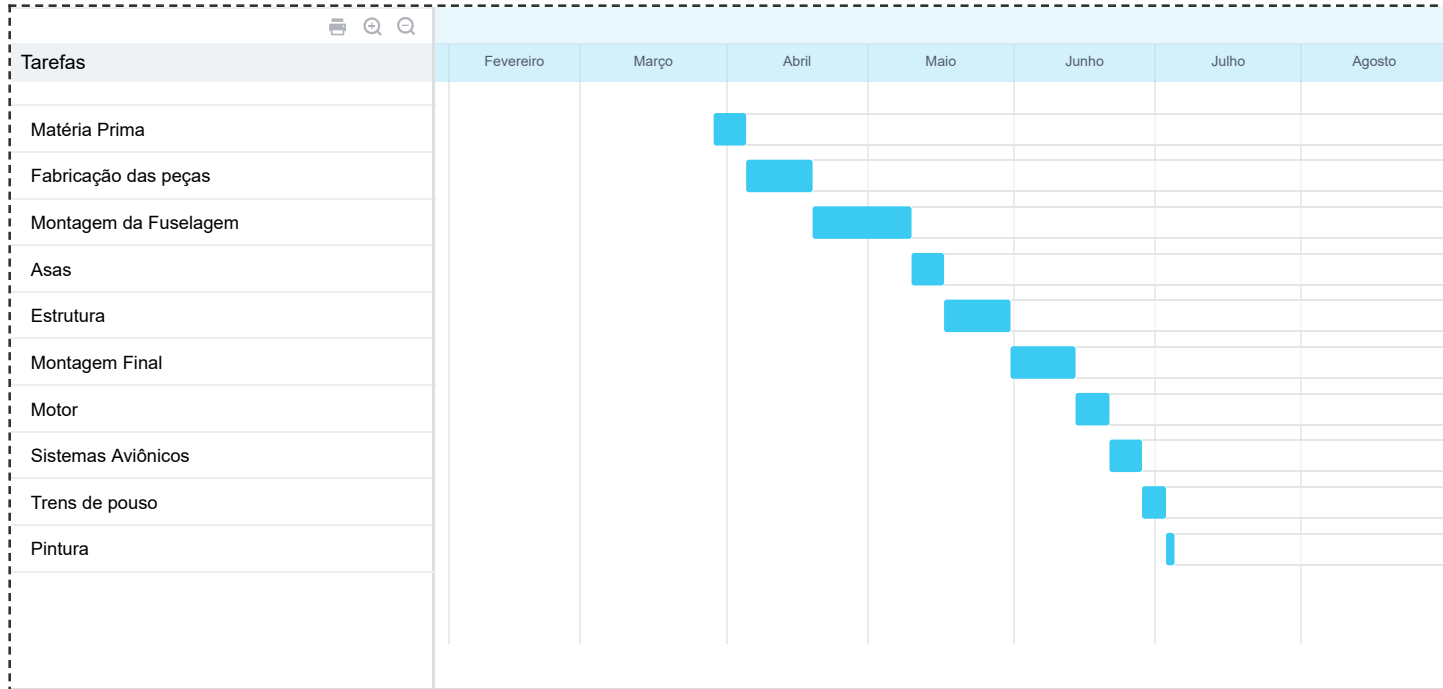 Tarefas
Fevereiro Março Abril Maio Junho Julho Agosto
Matéria Prima
Fabricação das peças
Montagem da Fuselagem
Asas
Estrutura
Montagem Final
Motor
Sistemas Aviônicos
Trens de pouso
Pintura